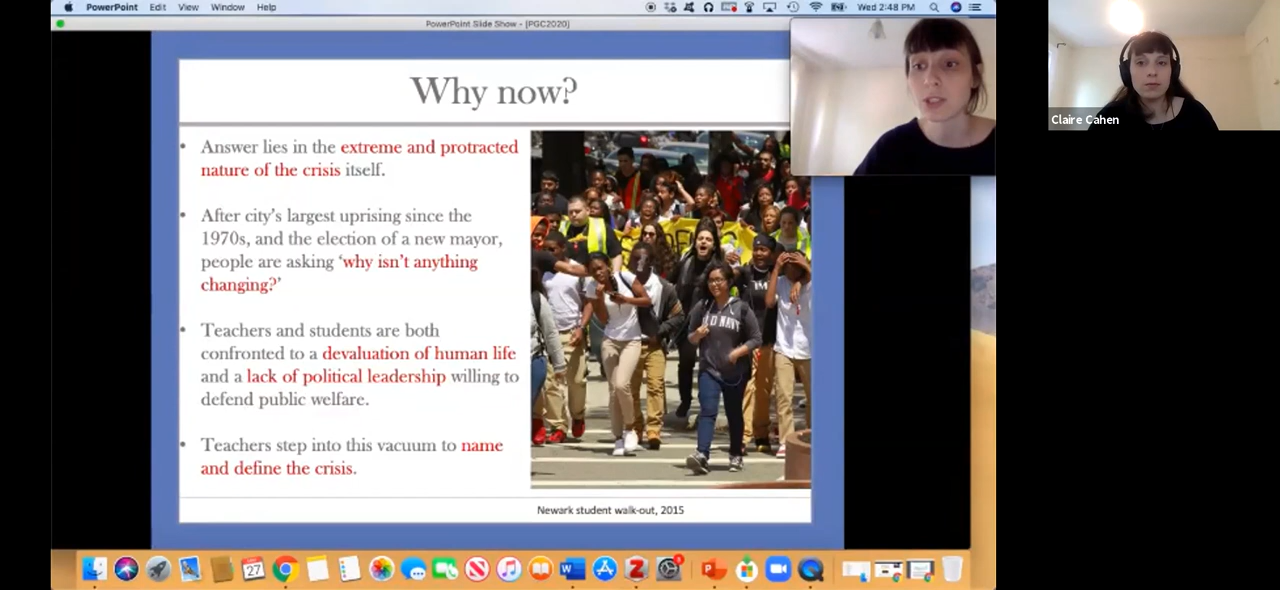 PowerPoint Edit View Window Help
Wed 2:48 PM
PowerPoint Slide Show - [PGC2020]
Why now?
• Answer lies in the extreme and protracted
nature of the crisis itself.
• After city's largest uprising since the
1970s, and the election of a new mayor,
people are asking ‘why isn't anything
changing?’
• Teachers and students are both
confronted to a devaluation of human life
and a lack of political leadership willing to
defend public welfare.
• Teachers step into this vacuum to name
and define the crisis.
OLD NAVY
Newark student walk-out, 2015
Claire Cahen
27